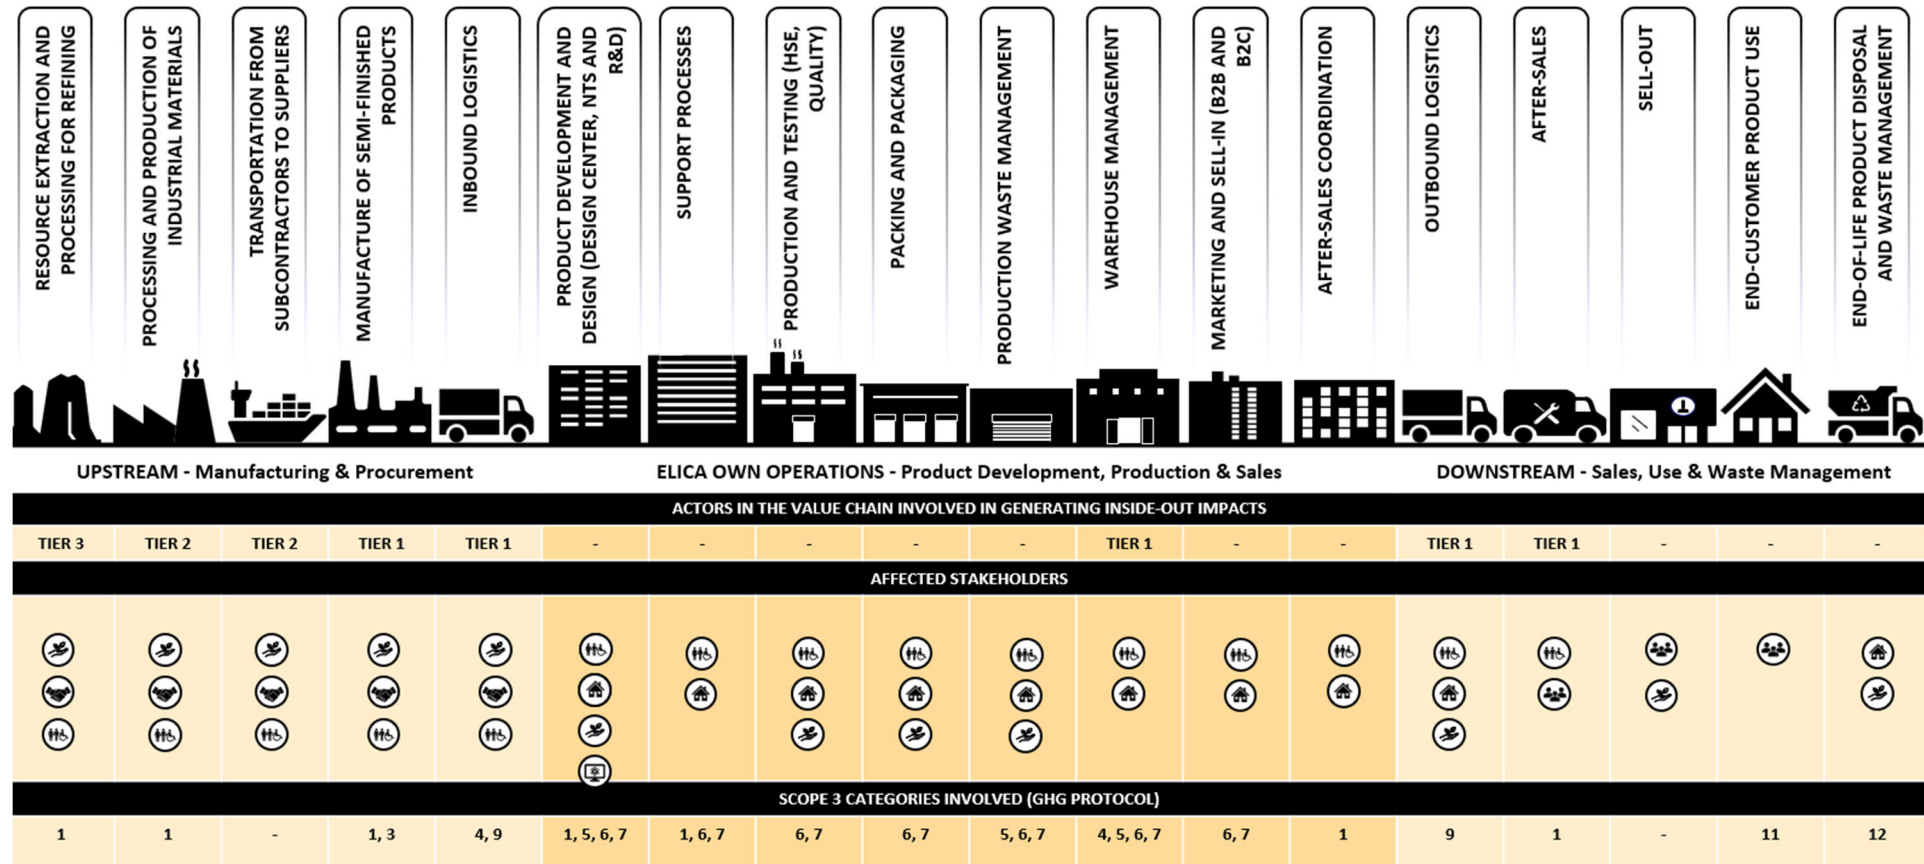 RESOURCE EXTRACTION AND
PROCESSING FOR REFINING
PROCESSING AND PRODUCTION OF
INDUSTRIAL MATERIALS
TRANSPORTATION FROM
SUBCONTRACTORS TO SUPPLIERS
MANUFACTURE OF SEMI-FINISHED
PRODUCTS
INBOUND LOGISTICS
PRODUCT DEVELOPMENT AND
DESIGN (DESIGN CENTER, NTS AND
R&D)
SUPPORT PROCESSES
PRODUCTION AND TESTING (HSE,
QUALITY)
PACKING AND PACKAGING
PRODUCTION WASTE MANAGEMENT
WAREHOUSE MANAGEMENT
MARKETING AND SELL-IN (B2B AND
B2C)
AFTER-SALES COORDINATION
OUTBOUND LOGISTICS
AFTER-SALES
SELL-OUT
END-CUSTOMER PRODUCT USE
END-OF-LIFE PRODUCT DISPOSAL
AND WASTE MANAGEMENT
UPSTREAM - Manufacturing & Procurement
ELICA OWN OPERATIONS - Product Development, Production & Sales
DOWNSTREAM - Sales, Use & Waste Management
ACTORS IN THE VALUE CHAIN INVOLVED IN GENERATING INSIDE-OUT IMPACTS
TIER 3 TIER 2 TIER 2 TIER 1 TIER 1 - - - - - TIER 1 - - TIER 1 TIER 1 - - -
AFFECTED STAKEHOLDERS
SCOPE 3 CATEGORIES INVOLVED (GHG PROTOCOL)
1 1 - 1, 3 4, 9 1, 5, 6, 7 1, 6, 7 6, 7 6, 7 5, 6, 7 4, 5, 6, 7 6, 7 1 9 1 - 11 12